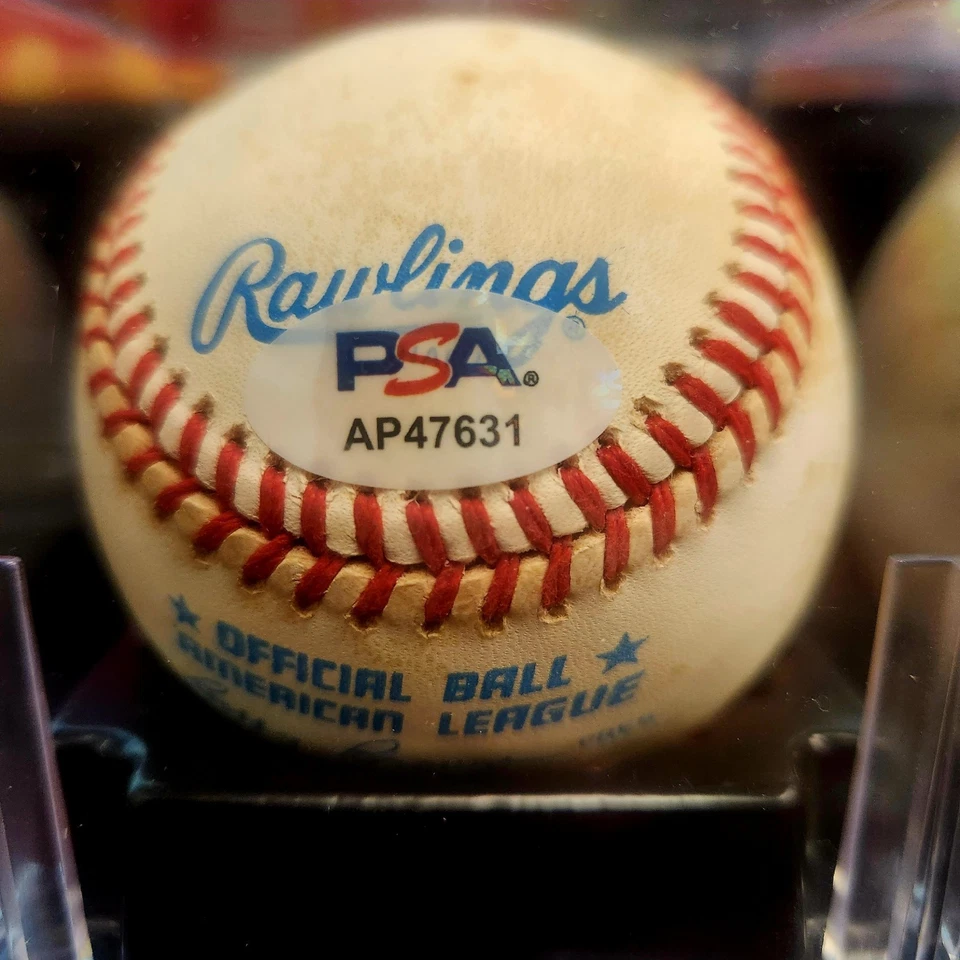 Rawlings
®
PSA®
AP47631
★ OFFICIAL BALL ★
AMERICAN LEAGUE